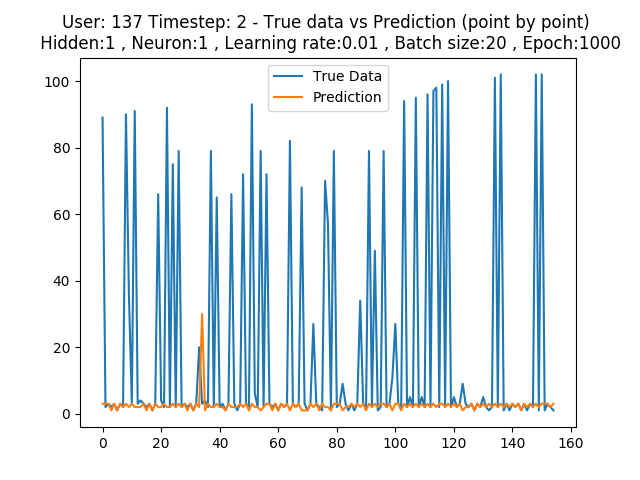 User: 137 Timestep: 2 - True data vs Prediction (point by point)
Hidden:1 , Neuron:1 , Learning rate:0.01 , Batch size:20 , Epoch:1000
True Data
Prediction
100
80
60
40
20
0
0 20 40 60 80 100 120 140 160